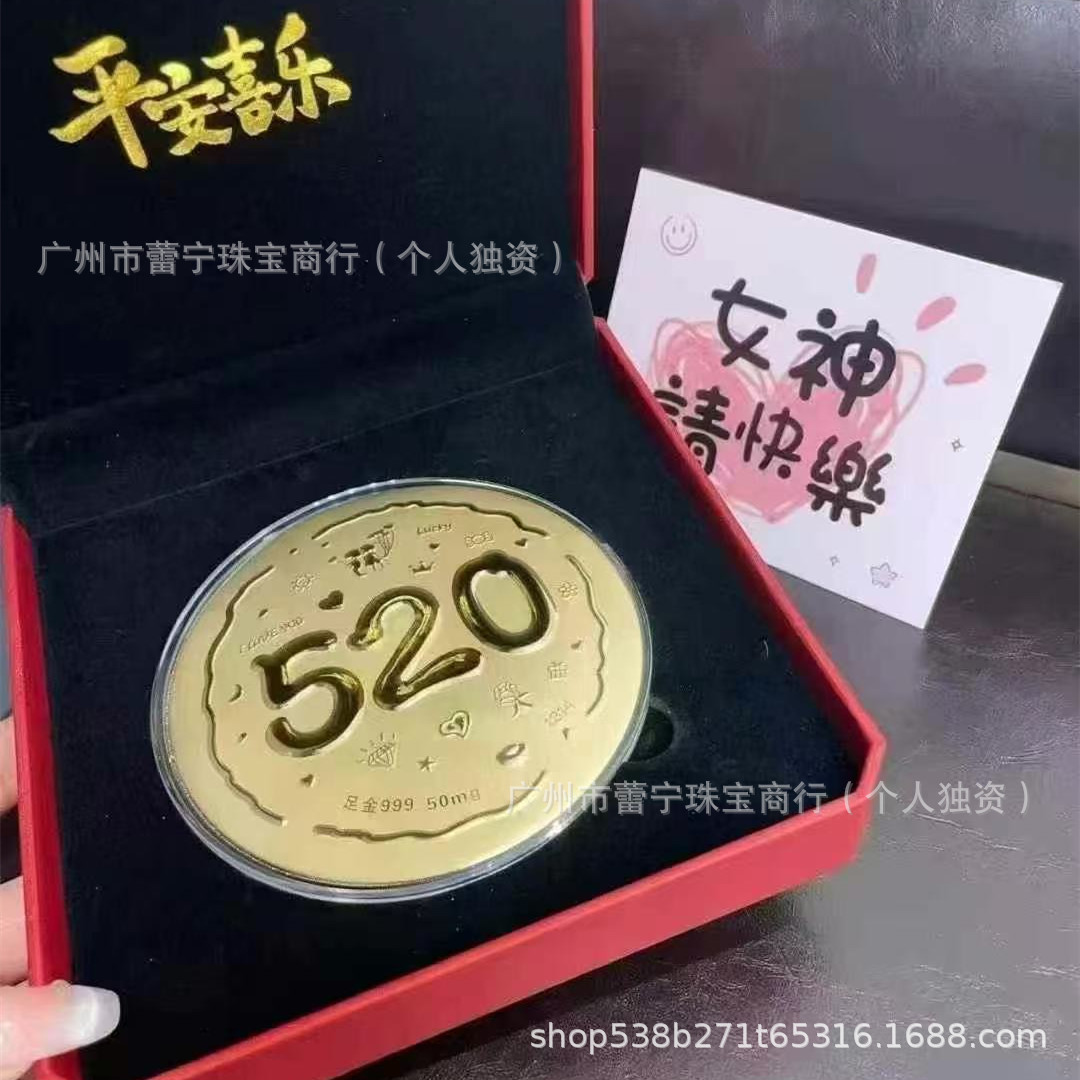 平安喜乐
广州市蕾宁珠宝商行（个人独资）
女神
請快樂
Lucky
I LOVE YOU
520
足金999 50mg
广州市蕾宁珠宝商行（个人独资）
shop538b271t65316.1688.com